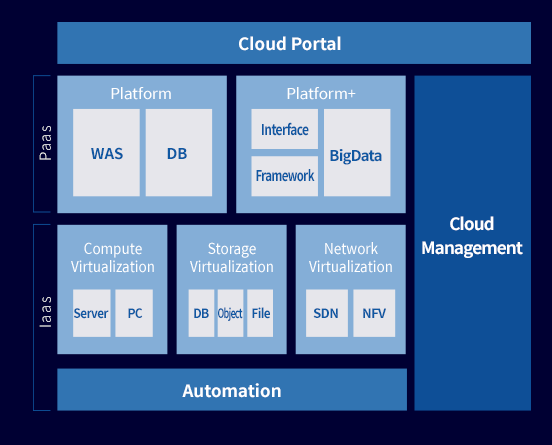 Cloud Portal
Paas
Platform
WAS
DB
Platform+
Interface
Framework
BigData
Cloud
Management
Iaas
Compute
Virtualization
Server
PC
Storage
Virtualization
DB
Object
File
Network
Virtualization
SDN
NFV
Automation